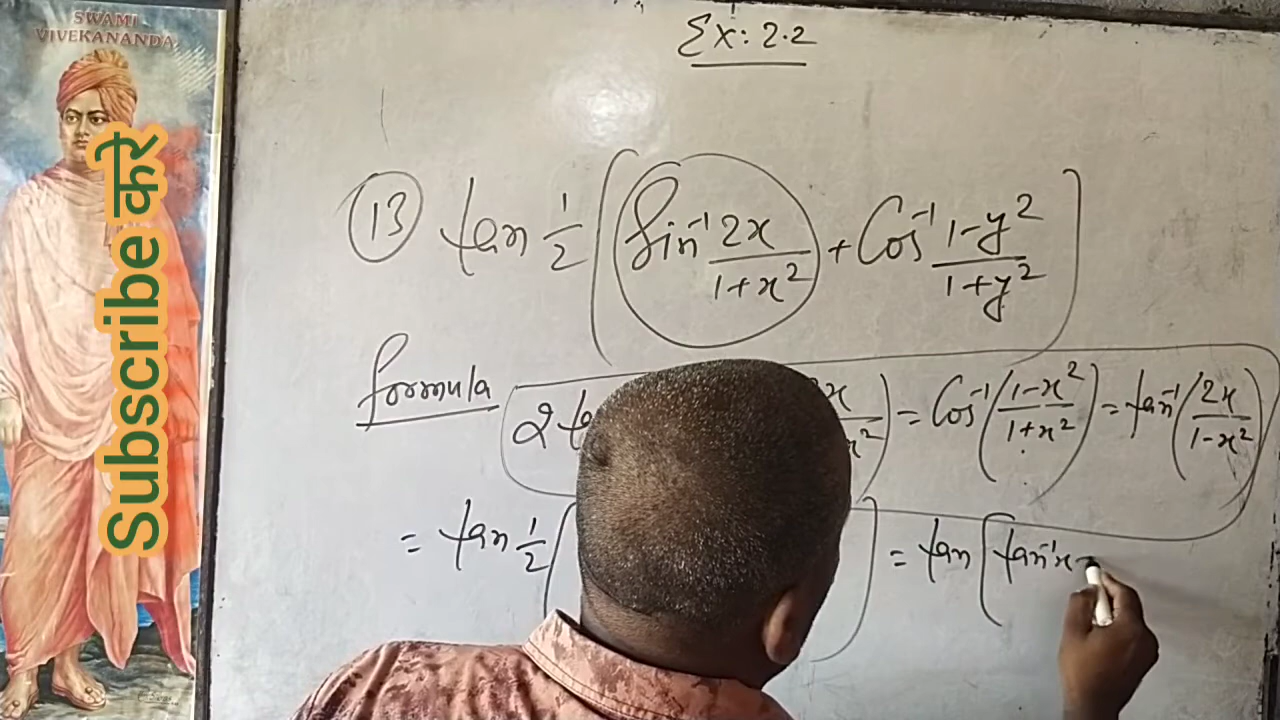 SWAMI
VIVEKANANDA
Subscribe करे
Ex: 2.2
(13) tan 1/2 [sin⁻¹ 2x/(1+x²) + Cos⁻¹ (1-y²)/(1+y²)]
formula 2 = Cos⁻¹ ((1-x²)/(1+x²)) = tan⁻¹ (2x/(1-x²))
= tan 1/2 [ ] = tan [tan⁻¹x